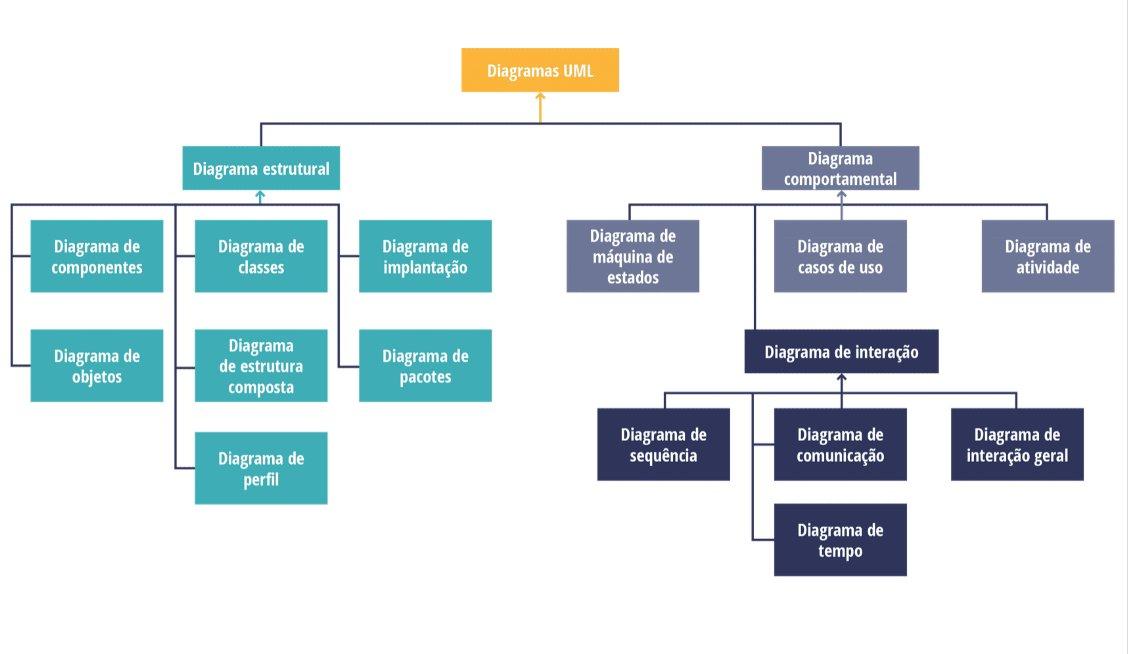 Diagramas UML
Diagrama estrutural
Diagrama
comportamental
Diagrama de
componentes
Diagrama de
classes
Diagrama de
implantação
Diagrama de
objetos
Diagrama
de estrutura
composta
Diagrama de
pacotes
Diagrama de
perfil
Diagrama de
máquina de
estados
Diagrama de
casos de uso
Diagrama de
atividade
Diagrama de interação
Diagrama de
sequência
Diagrama de
comunicação
Diagrama de
interação geral
Diagrama de
tempo